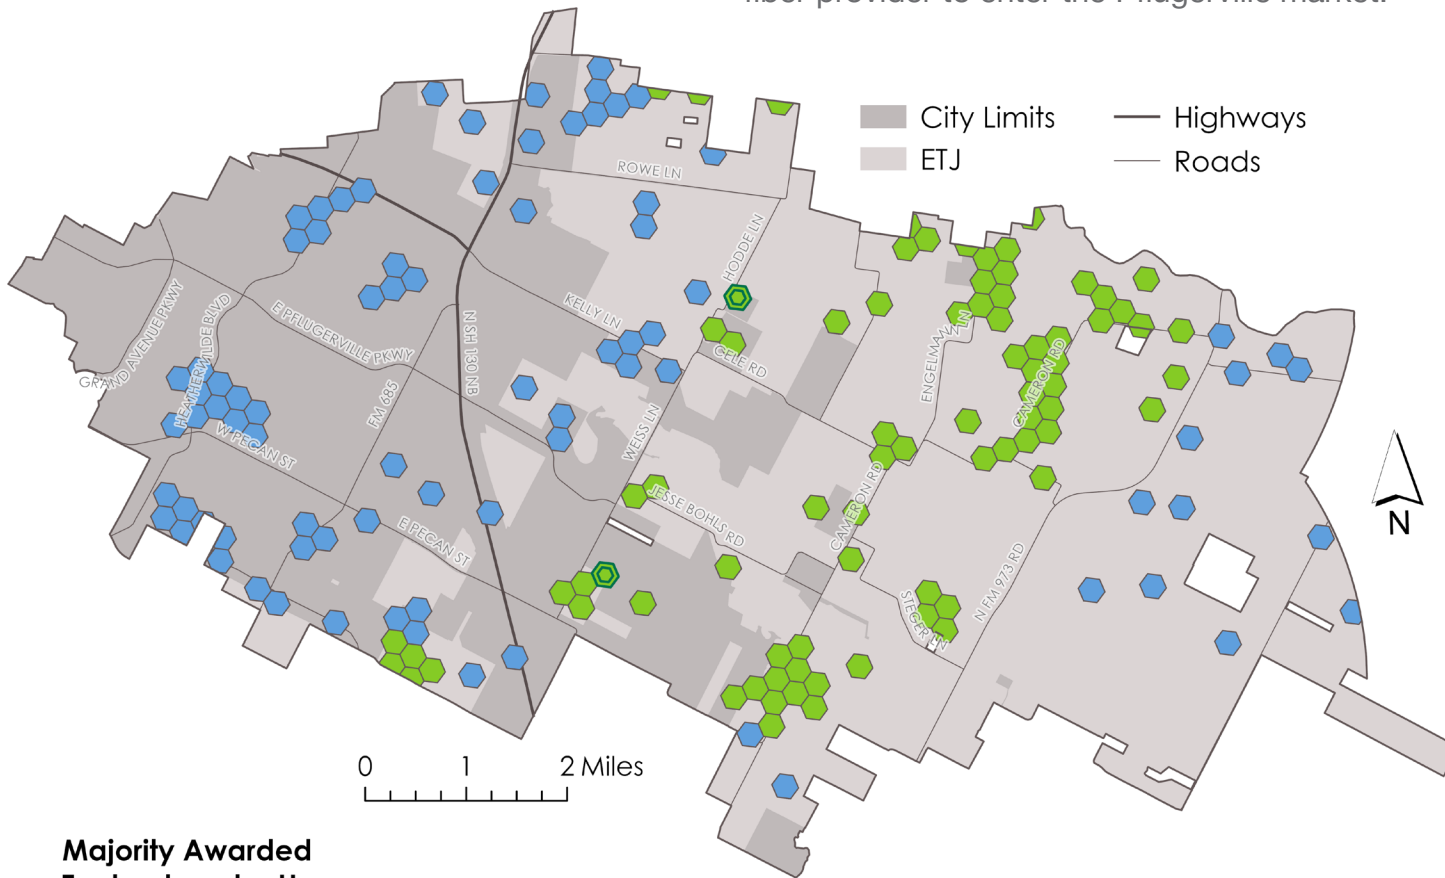 City Limits
Highways
ETJ
Roads
ROWE LN
HODDE LN
GRAND AVENUE PKWY
HEATHERWILDE BLVD
E PFLUGERVILLE PKWY
N SH 130 NB
KELLY LN
CELE RD
ENGELMANN LN
CAMERON RD
FM 685
W PECAN ST
WEISS LN
E PECAN ST
JESSE BOHLS RD
CAMERON RD
STEGER LN
N FM 973 RD
N
0 1 2 Miles
Majority Awarded